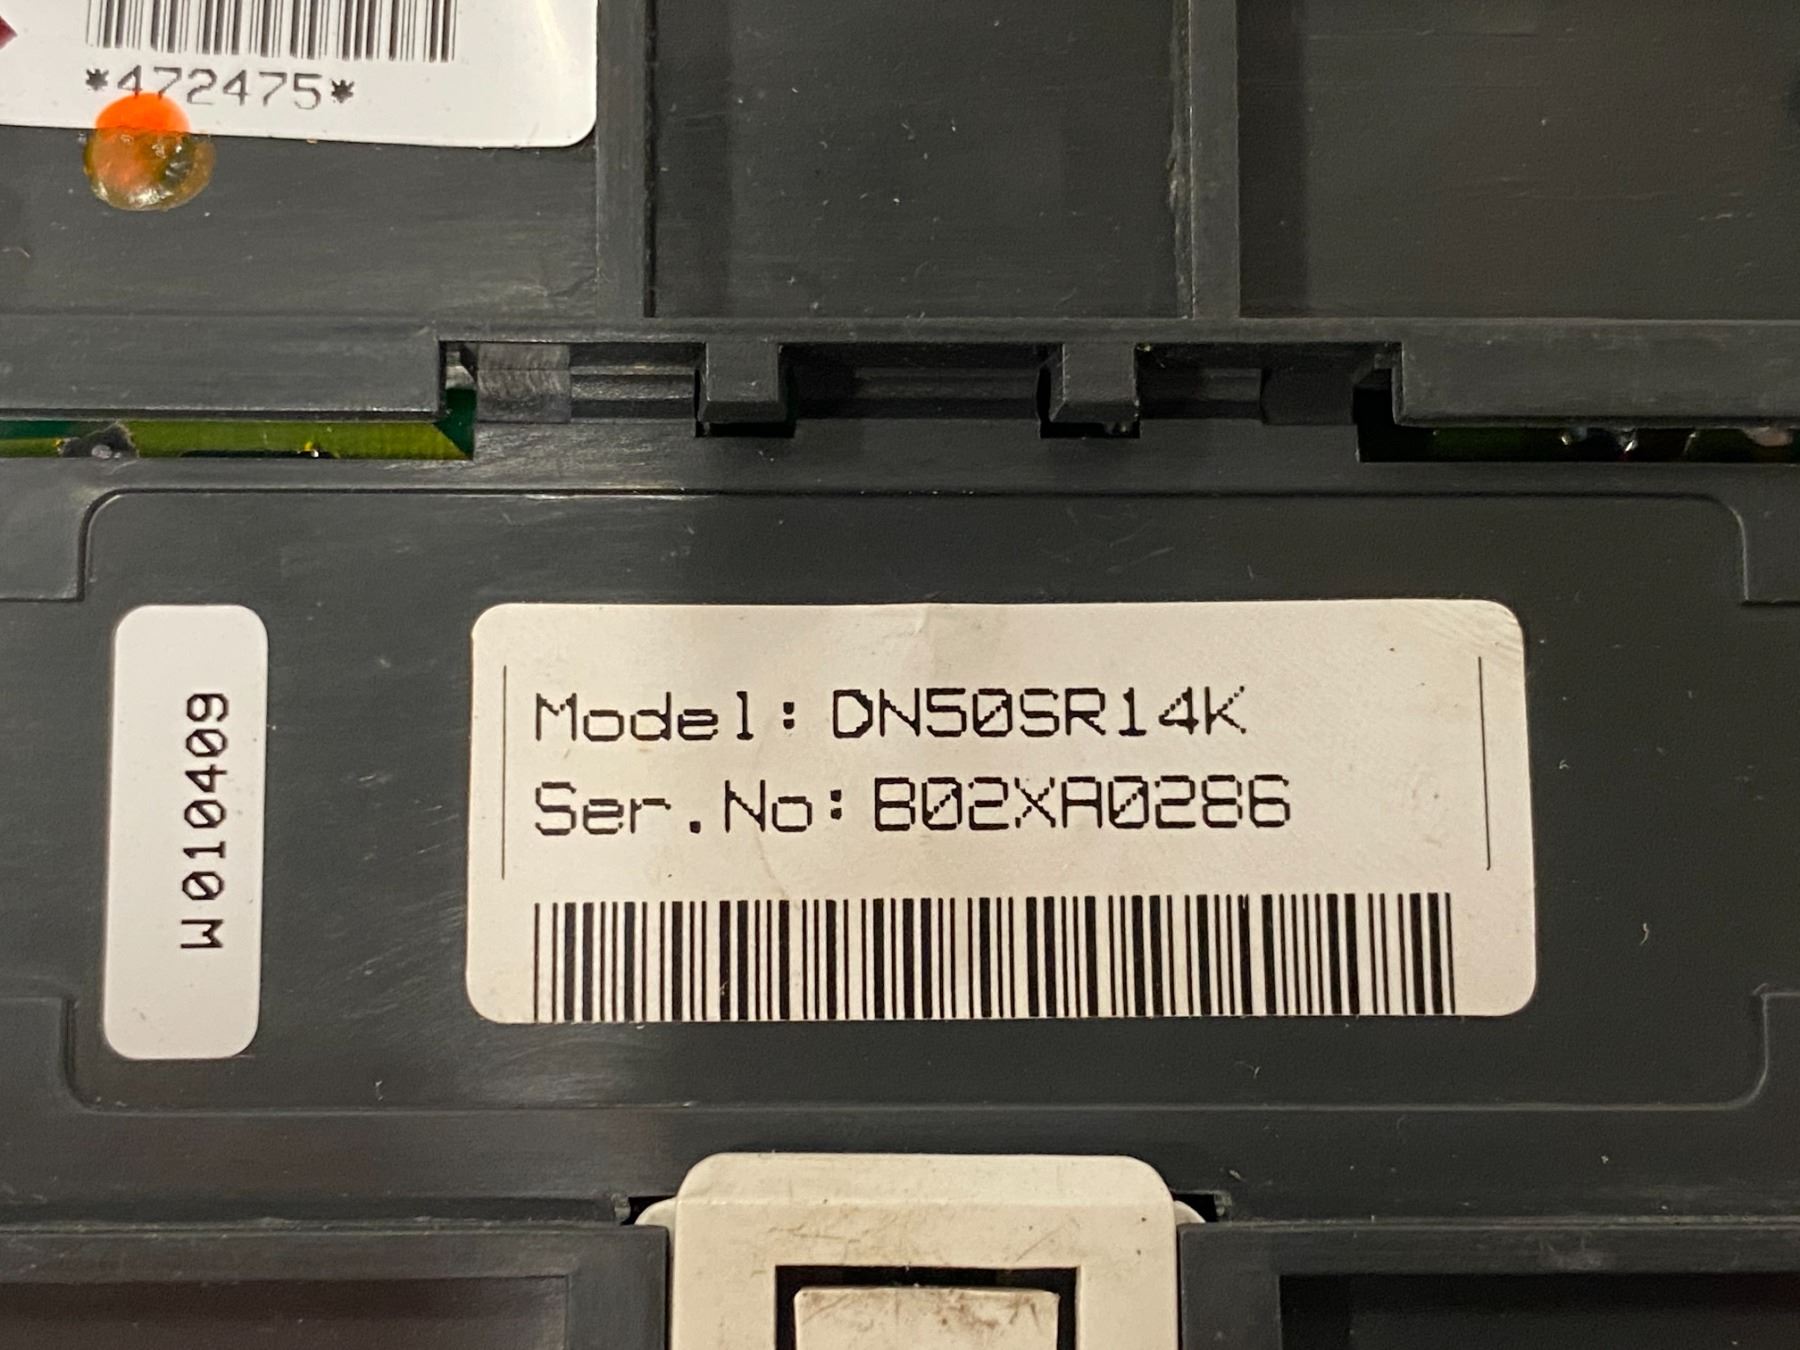 *472475*
W010409
Model: DN50SR14K
Ser.No: B02XA0286